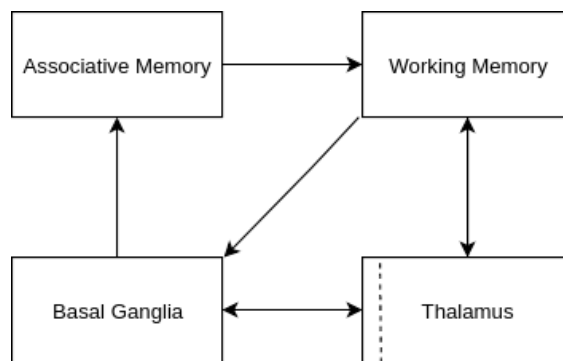 Associative Memory
Working Memory
Basal Ganglia
Thalamus